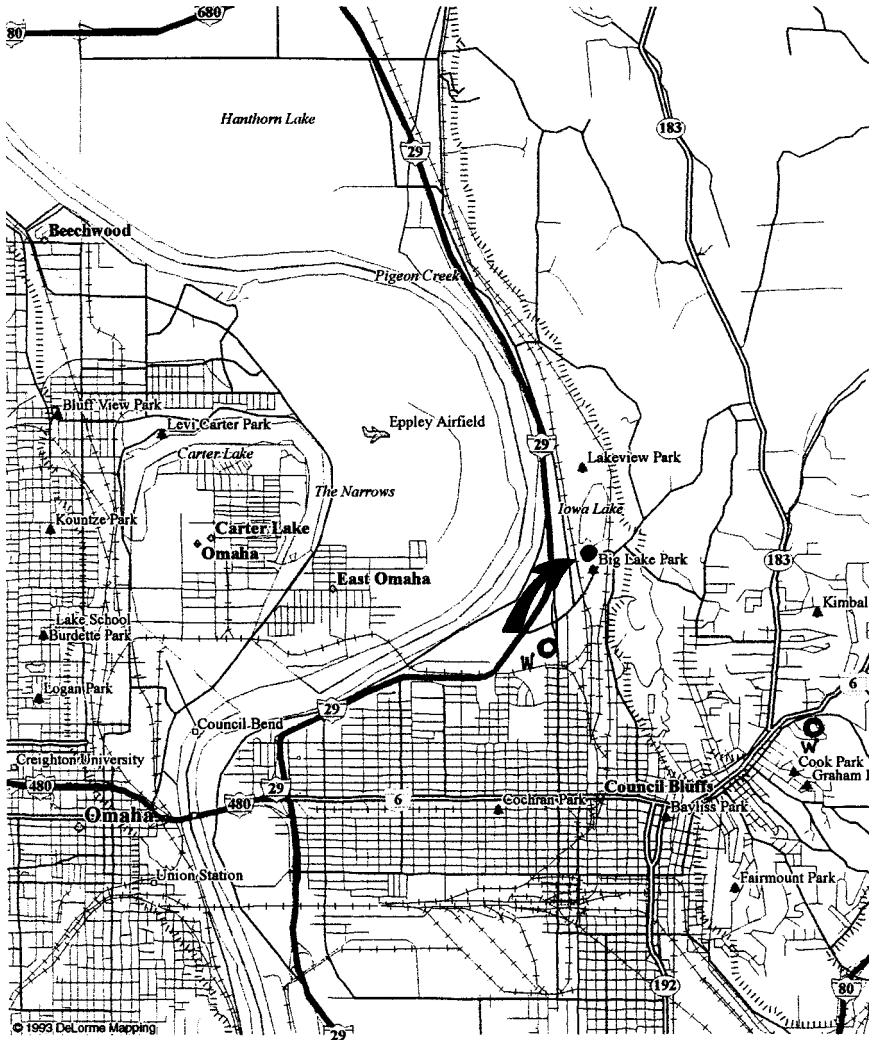 680
80
Hanthorn Lake
29
183
Beechwood
Pigeon Creek
Bluff View Park
Levi Carter Park
Eppley Airfield
29
Carter Lake
Lakeview Park
The Narrows
Iowa Lake
Kountze Park
Carter Lake
Omaha
Big Lake Park
183
East Omaha
Kimbal
Lake School
Burdette Park
W
Logan Park
6
29
Council Bend
W
Creighton University
Cook Park
Graham
480
29
480
6
Council Bluffs
Cochran Park
Bayliss Park
Omaha
Union Station
Fairmount Park
192
80
© 1993 DeLorme Mapping
29